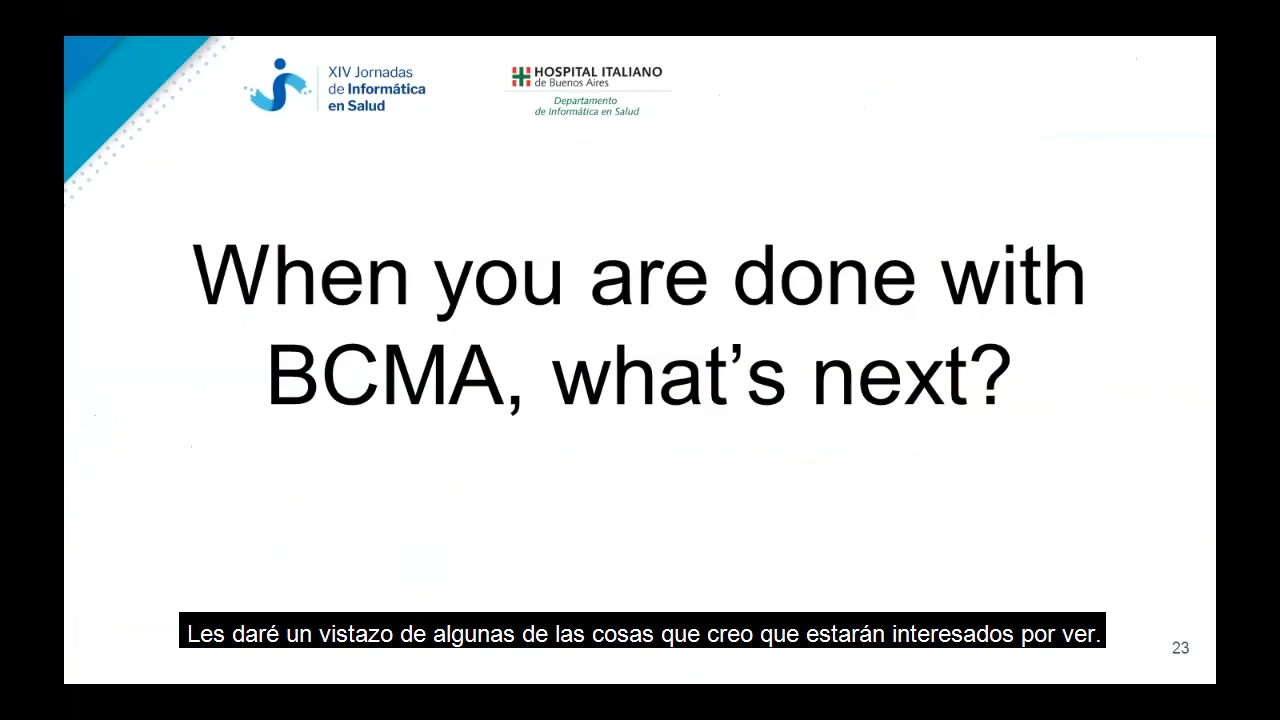 XIV Jornadas
de Informática
en Salud
HOSPITAL ITALIANO
de Buenos Aires
Departamento
de Informática en Salud
When you are done with
BCMA, what’s next?
Les daré un vistazo de algunas de las cosas que creo que estarán interesados por ver.
23